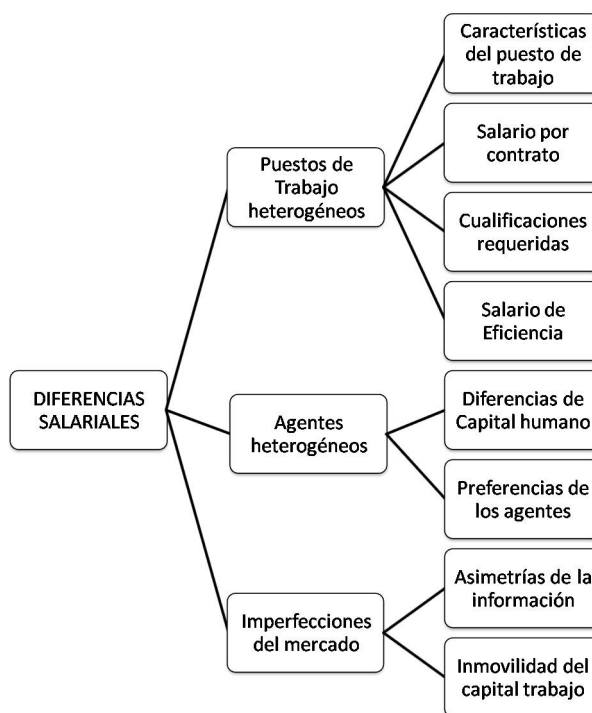 Características
del puesto de
trabajo
Salario por
contrato
Puestos de
Trabajo
heterogéneos
Cualificaciones
requeridas
Salario de
Eficiencia
DIFERENCIAS
SALARIALES
Agentes
heterogéneos
Diferencias de
Capital humano
Preferencias de
los agentes
Imperfecciones
del mercado
Asimetrías de la
información
Inmovilidad del
capital trabajo